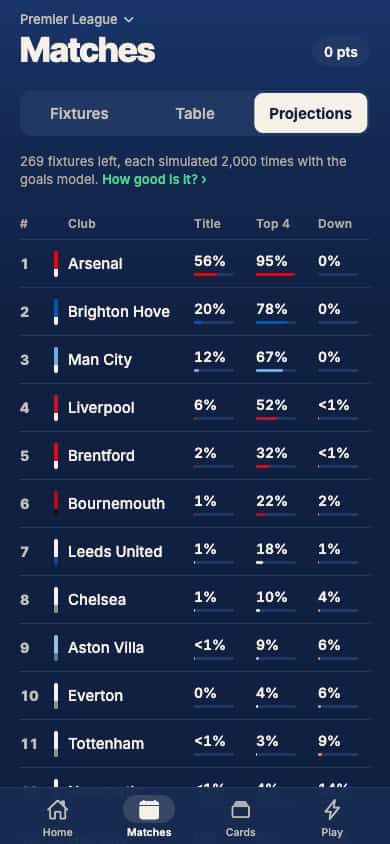 Premier League
Matches
0 pts
Fixtures Table Projections
269 fixtures left, each simulated 2,000 times with the
goals model. How good is it? ›
# Club Title Top 4 Down
1 Arsenal 56% 95% 0%
2 Brighton Hove 20% 78% 0%
3 Man City 12% 67% 0%
4 Liverpool 6% 52% <1%
5 Brentford 2% 32% <1%
6 Bournemouth 1% 22% 2%
7 Leeds United 1% 18% 1%
8 Chelsea 1% 10% 4%
9 Aston Villa <1% 9% 6%
10 Everton 0% 4% 6%
11 Tottenham <1% 3% 9%
Home Matches Cards Play